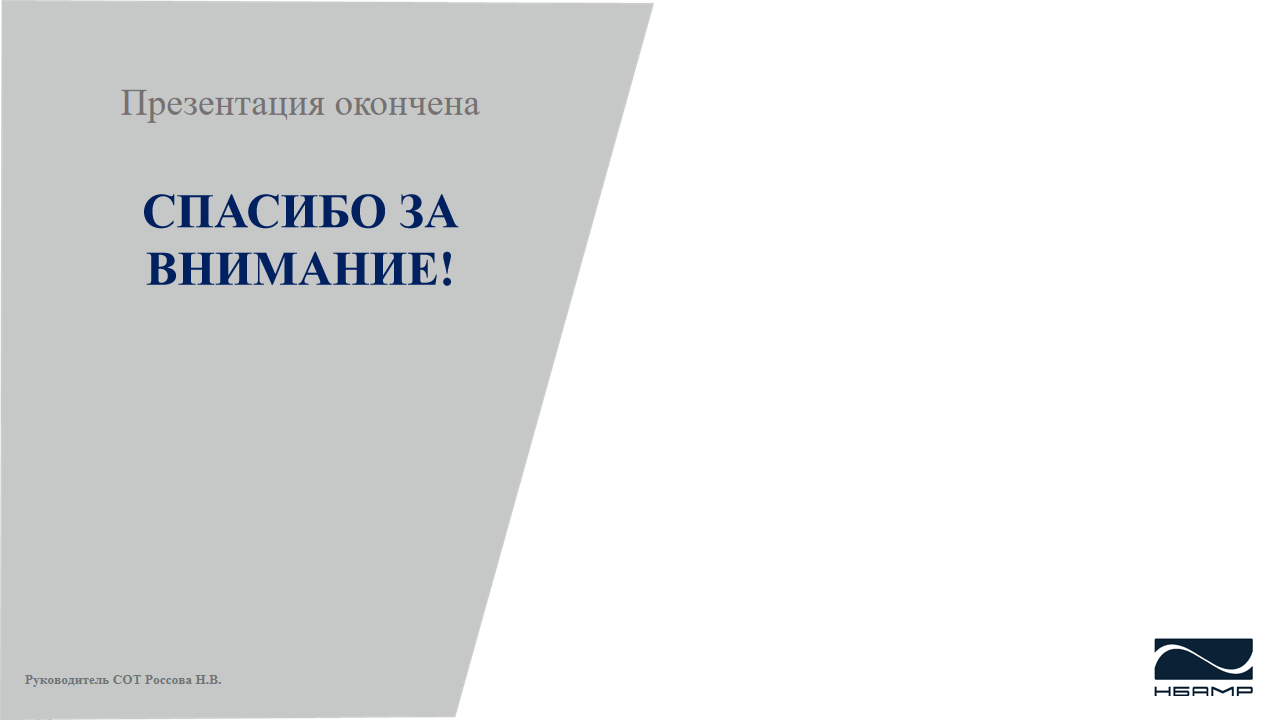 Презентация окончена
СПАСИБО ЗА
ВНИМАНИЕ!
Руководитель СОТ Россова Н.В.
НБАМР